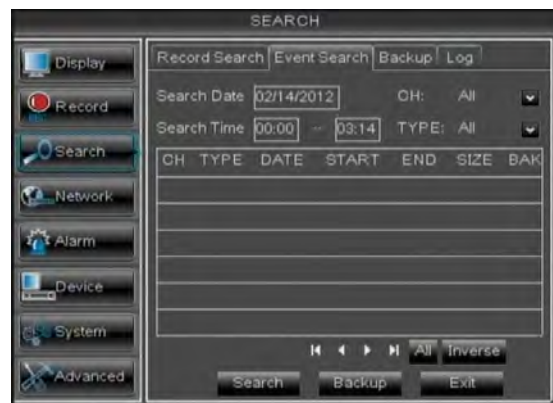 SEARCH
Display
Record
Search
Network
Alarm
Device
System
Advanced
Record Search Event Search Backup Log
Search Date 02/14/2012 CH: All
Search Time 00:00 – 03:14 TYPE: All
CH TYPE DATE START END SIZE BAK
All Inverse
Search Backup Exit